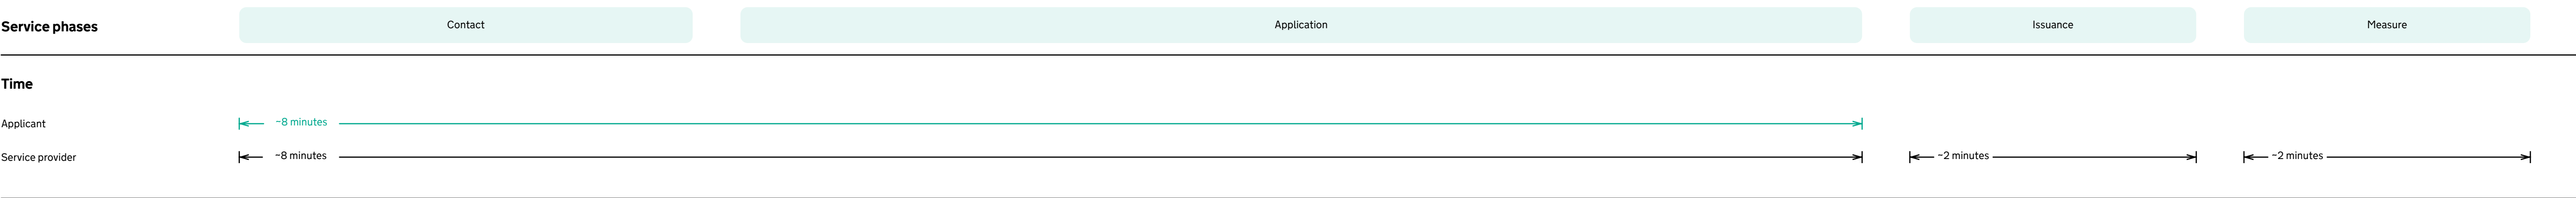 Service phases
Contact
Application
Issuance
Measure
Time
Applicant
~8 minutes
Service provider
~8 minutes
~2 minutes
~2 minutes